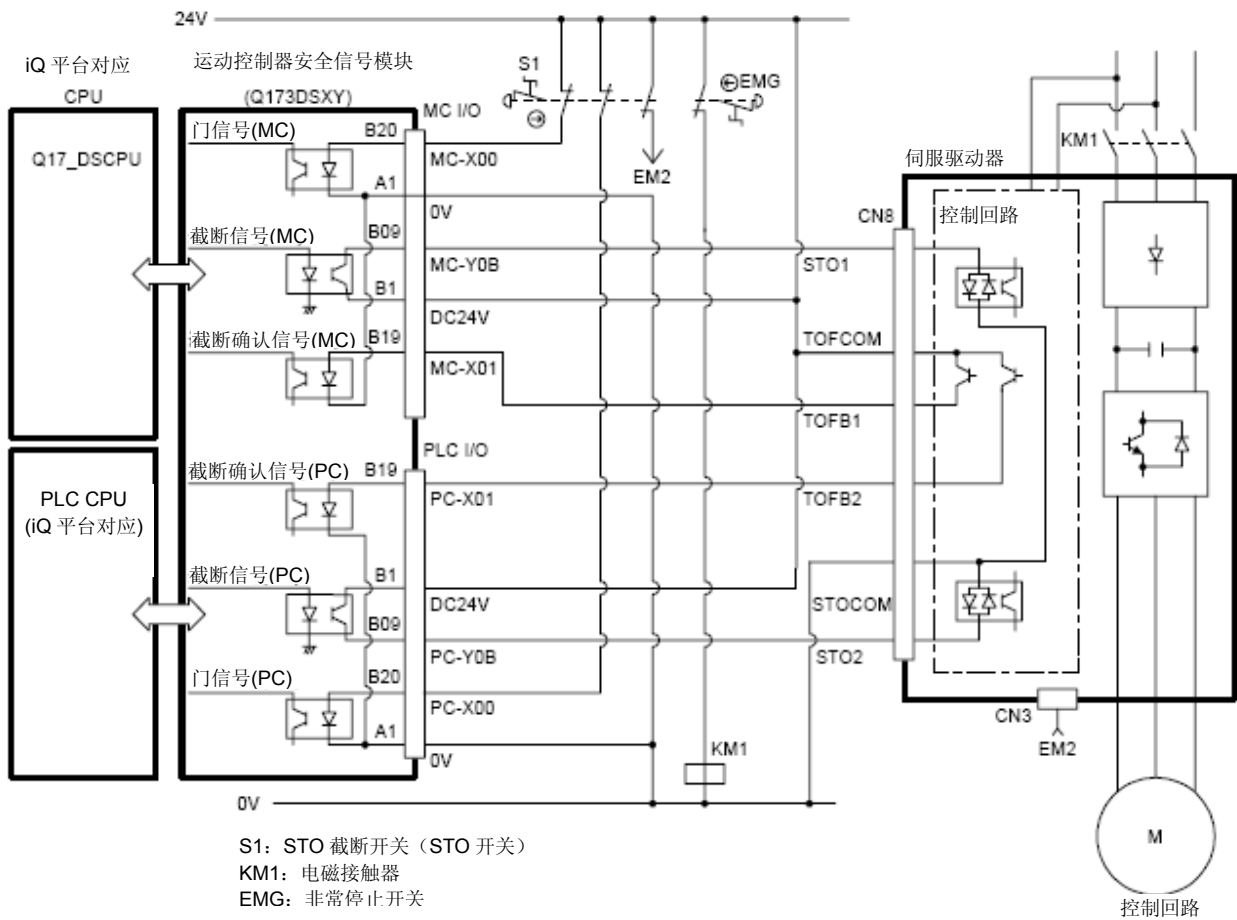 24V
iQ 平台对应
CPU
运动控制器安全信号模块
(Q173DSXY)
S1
EMG
Q17_DSCPU
门信号(MC)
B20
MC I/O
MC-X00
A1
0V
EM2
截断信号(MC)
B09
MC-Y0B
B1
DC24V
截断确认信号(MC)
B19
MC-X01
KM1
伺服驱动器
CN8
控制回路
STO1
TOFCOM
TOFB1
TOFB2
STOCOM
STO2
PLC CPU
(iQ 平台对应)
截断确认信号(PC)
B19
PLC I/O
PC-X01
截断信号(PC)
B1
DC24V
B09
PC-Y0B
门信号(PC)
B20
PC-X00
A1
0V
KM1
CN3
EM2
0V
M
控制回路
S1：STO 截断开关（STO 开关）
KM1：电磁接触器
EMG：非常停止开关